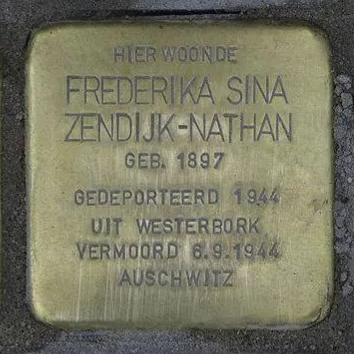 HIER WOONDE
FREDERIKA SINA
ZENDIJK-NATHAN
GEB. 1897
GEDEPORTEERD 1944
UIT WESTERBORK
VERMOORD 6.9.1944
AUSCHWITZ